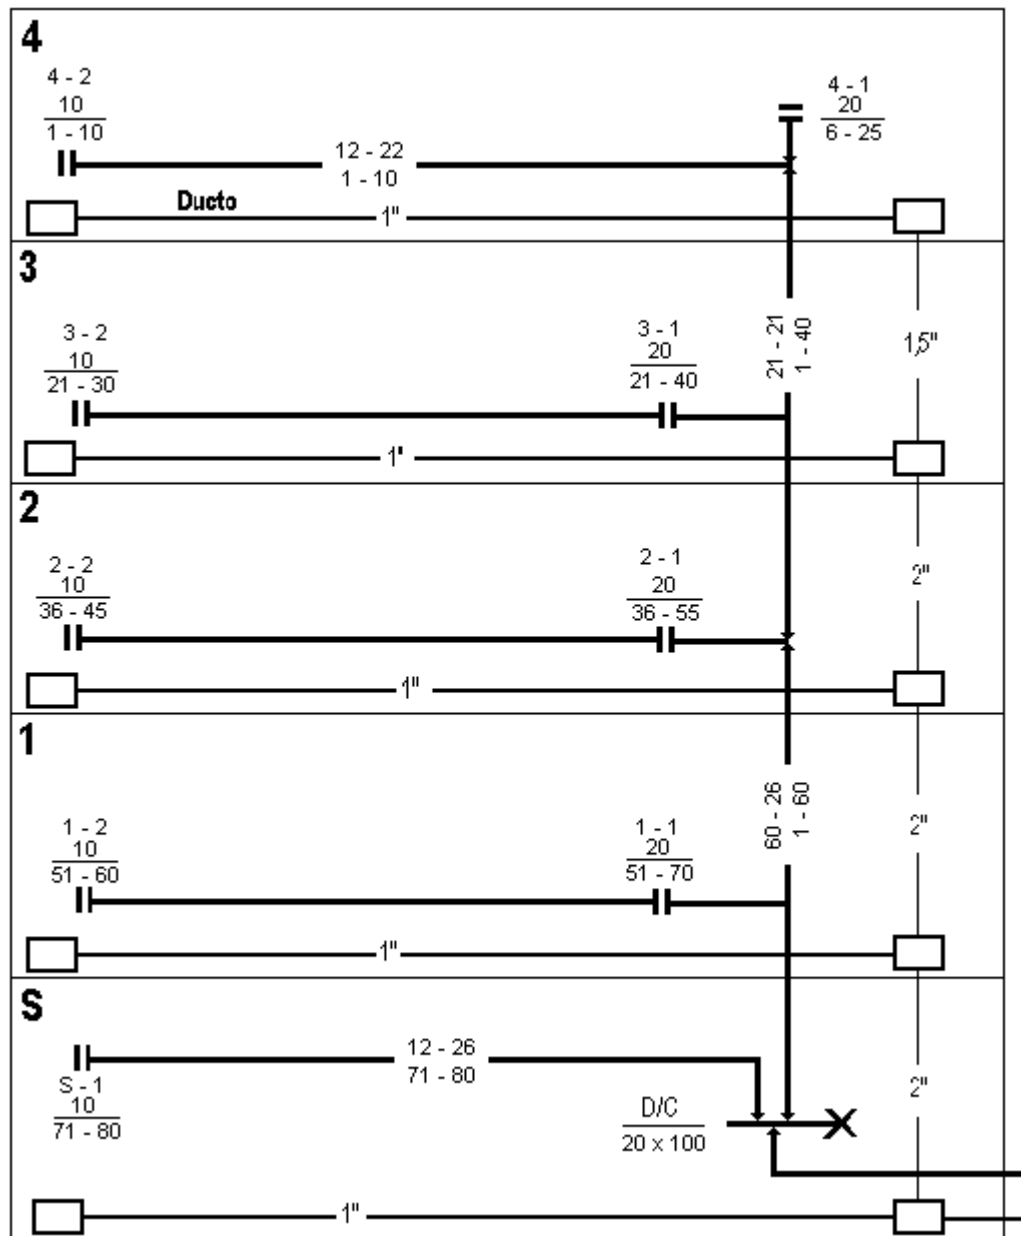 4
4 - 2
10
1 - 10
4 - 1
20
6 - 25
12 - 22
1 - 10
Ducto
1"
3
3 - 2
10
21 - 30
3 - 1
20
21 - 40
21 - 21
1 - 40
1,5"
1"
2
2 - 2
10
36 - 45
2 - 1
20
36 - 55
2"
1"
1
1 - 2
10
51 - 60
1 - 1
20
51 - 70
60 - 26
1 - 60
2"
1"
S
12 - 26
71 - 80
S - 1
10
71 - 80
D/C
20 x 100
2"
1"